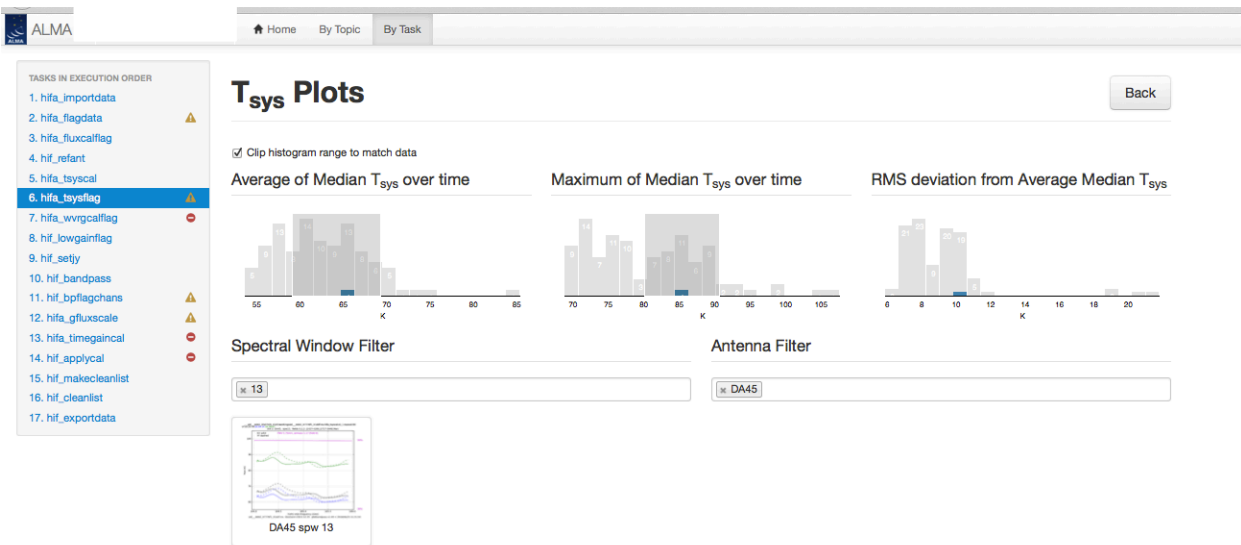 ALMA
Home By Topic By Task
TASKS IN EXECUTION ORDER
1. hifa_importdata
2. hifa_flagdata
3. hifa_fluxcalflag
4. hif_refant
5. hifa_tsyscal
6. hifa_tsysflag
7. hifa_wvrgcalflag
8. hif_lowgainflag
9. hif_setjy
10. hif_bandpass
11. hif_bpflagchans
12. hifa_gfluxscale
13. hifa_timegaincal
14. hif_applycal
15. hif_makecleanlist
16. hif_cleanlist
17. hif_exportdata
Tsys Plots
Back
Clip histogram range to match data
Average of Median Tsys over time
55 60 65 70 75 80 85
K
Maximum of Median Tsys over time
70 75 80 85 90 95 100 105
K
RMS deviation from Average Median Tsys
21 23 9 20 19
6 8 10 12 14 16 18 20
K
Spectral Window Filter
13
Antenna Filter
DA45
DA45 spw 13